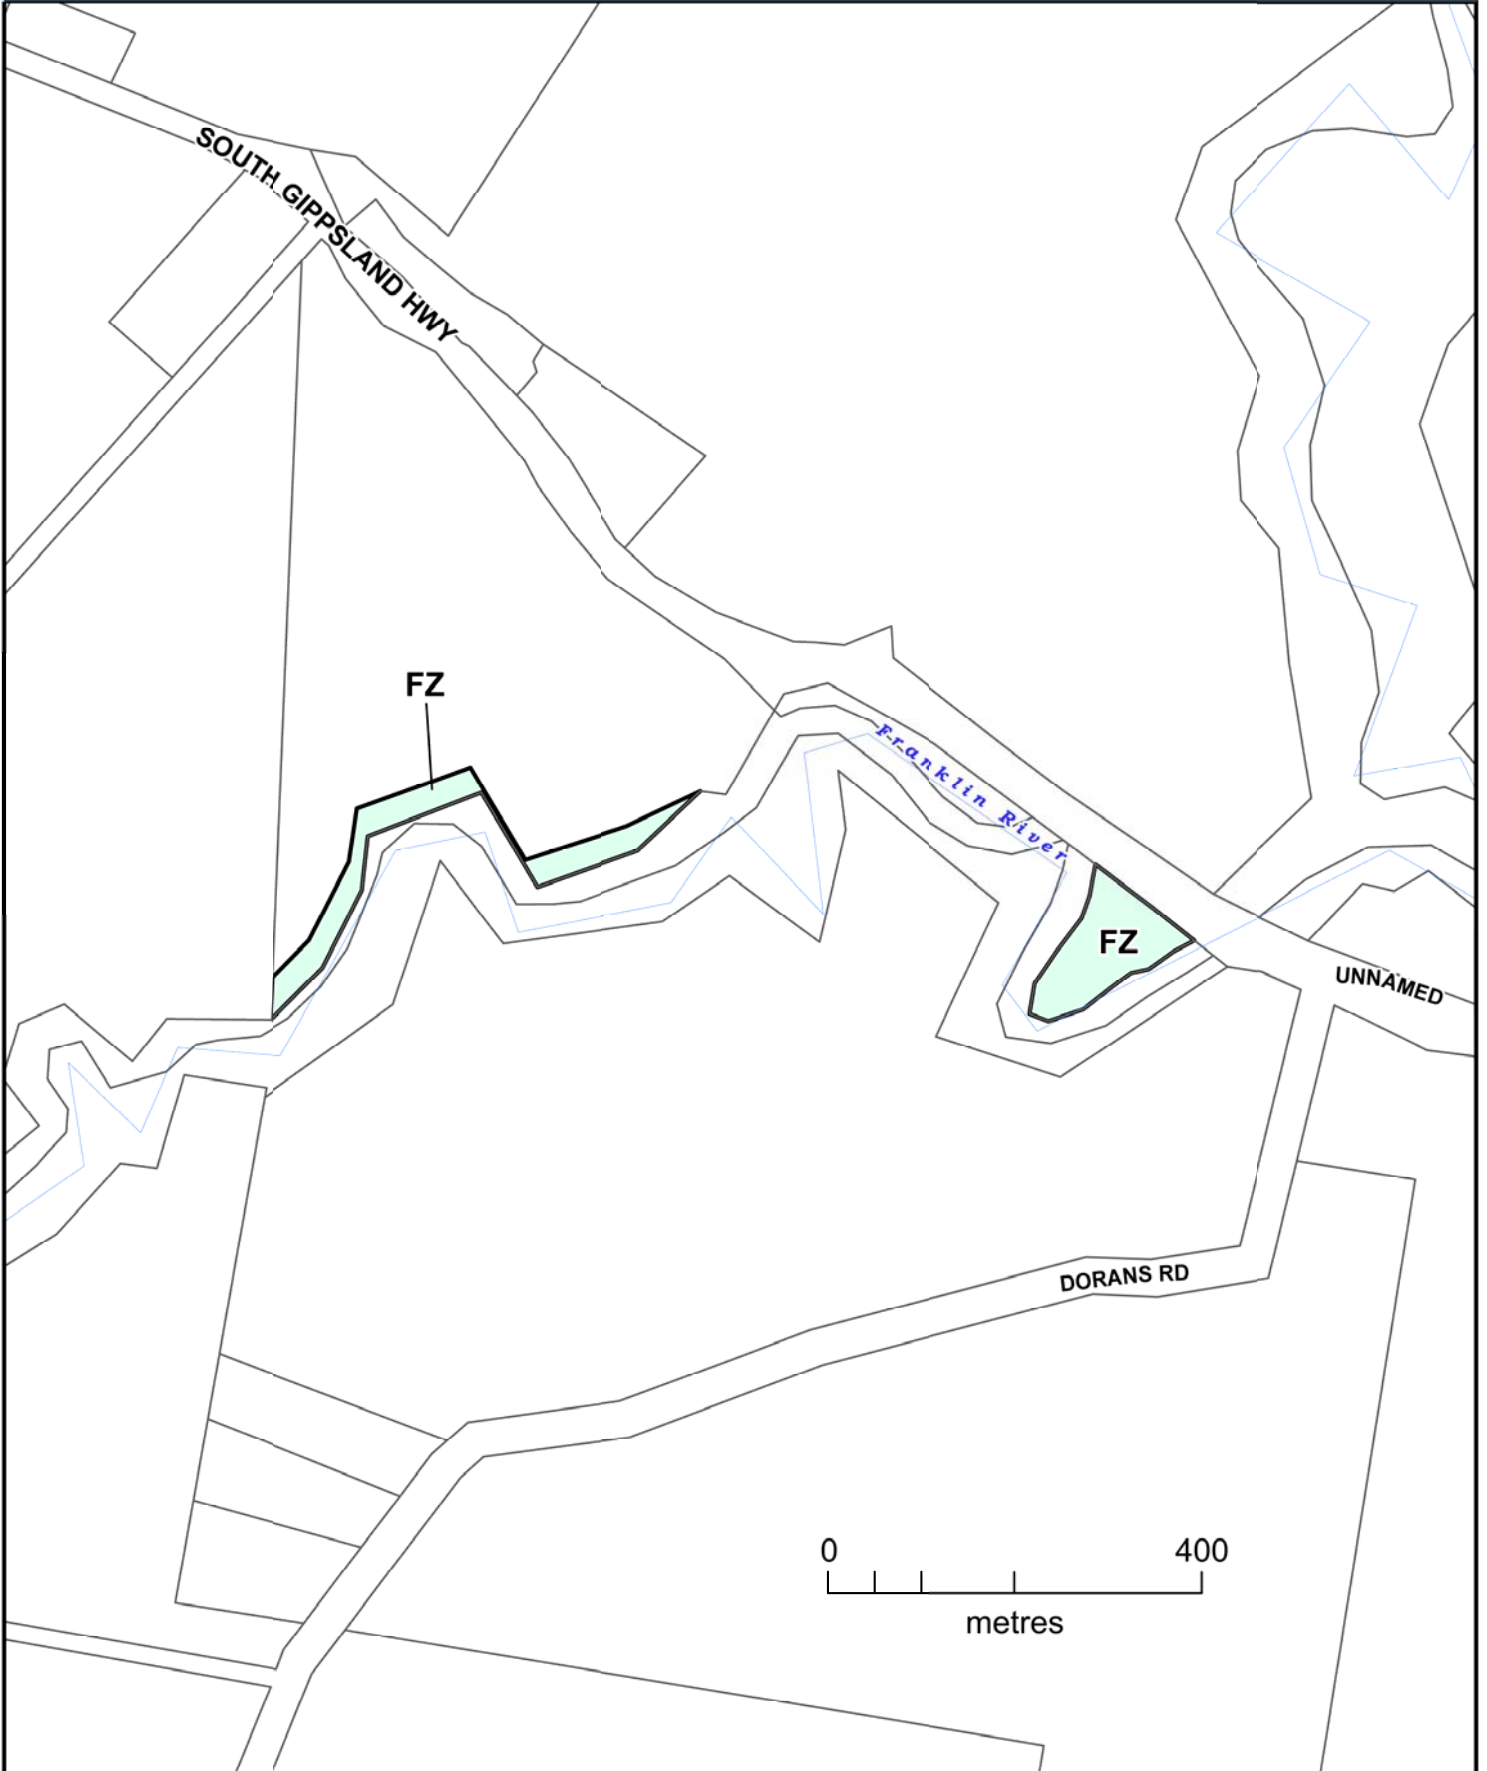 SOUTH GIPPSLAND HWY
FZ
Franklin River
FZ
UNNAMED
DORANS RD
0 400
metres